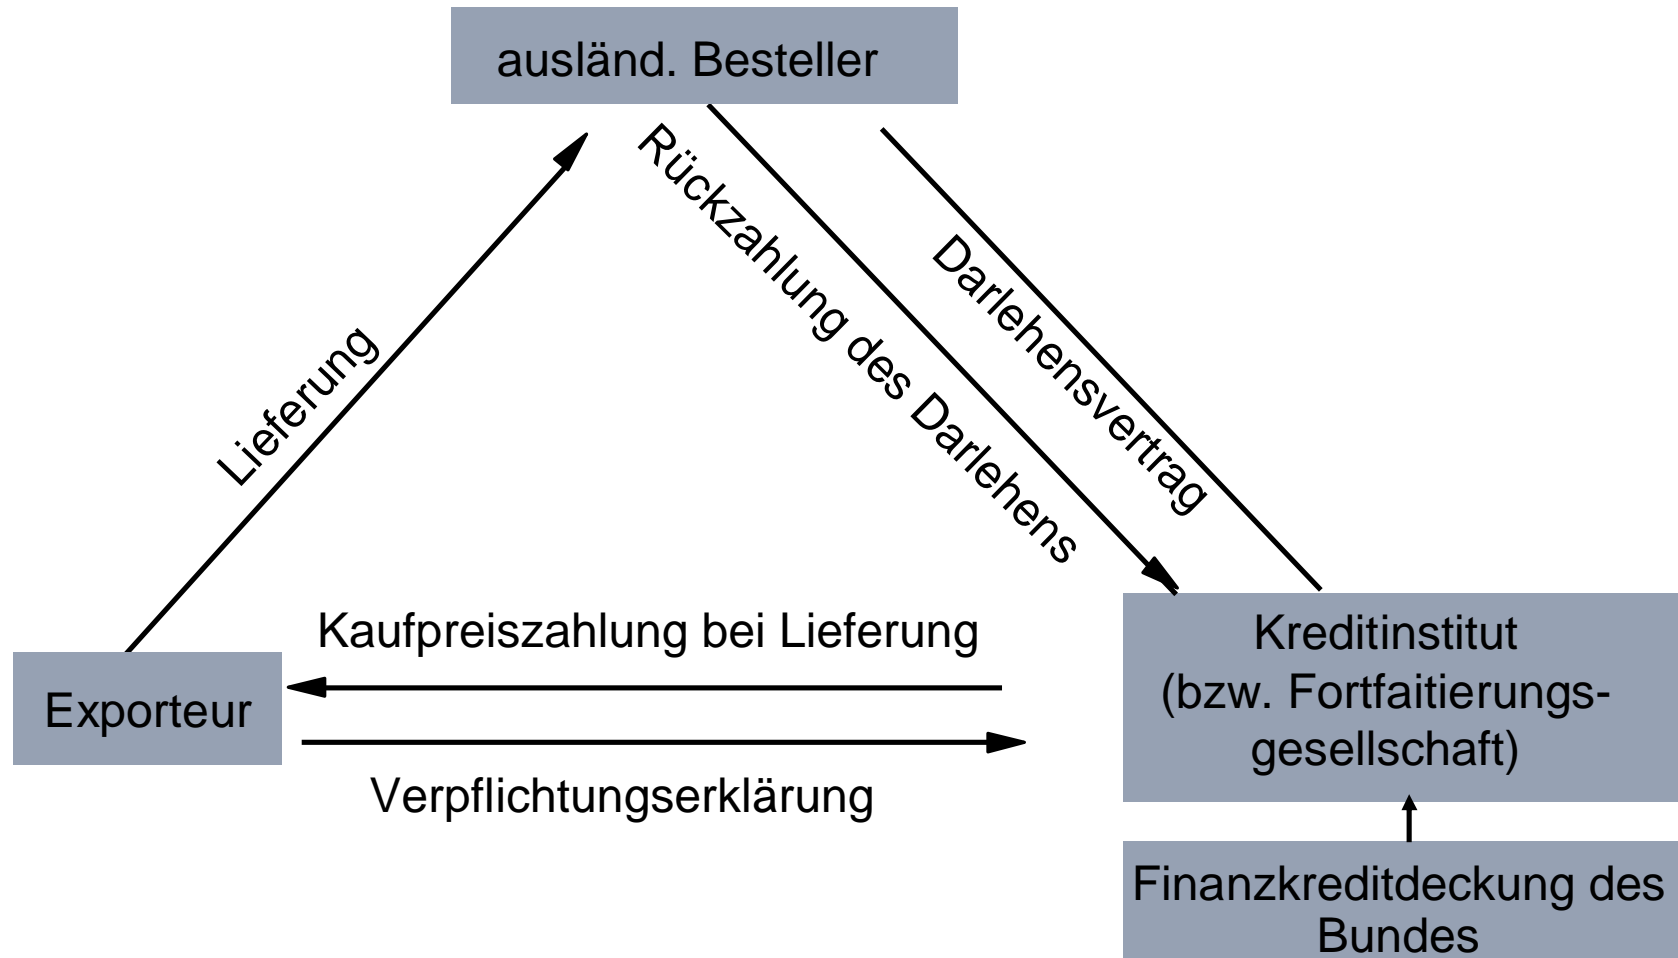 ausländ. Besteller
Rückzahlung des Darlehens
Darlehensvertrag
Lieferung
Kaufpreiszahlung bei Lieferung
Exporteur
Verpflichtungserklärung
Kreditinstitut
(bzw. Fortfaitierungs-
gesellschaft)
Finanzkreditdeckung des
Bundes